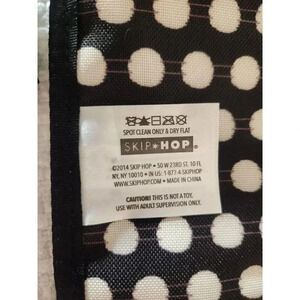 SPOT CLEAN ONLY & DRY FLAT
SKIP★HOP®
©2014 SKIP HOP • 50 W 23RD ST. 10 FL
NY, NY 10010 • IN US: 1-877-4-SKIPHOP
WWW.SKIPHOP.COM • MADE IN CHINA
CAUTION! THIS IS NOT A TOY.
USE WITH ADULT SUPERVISION ONLY.